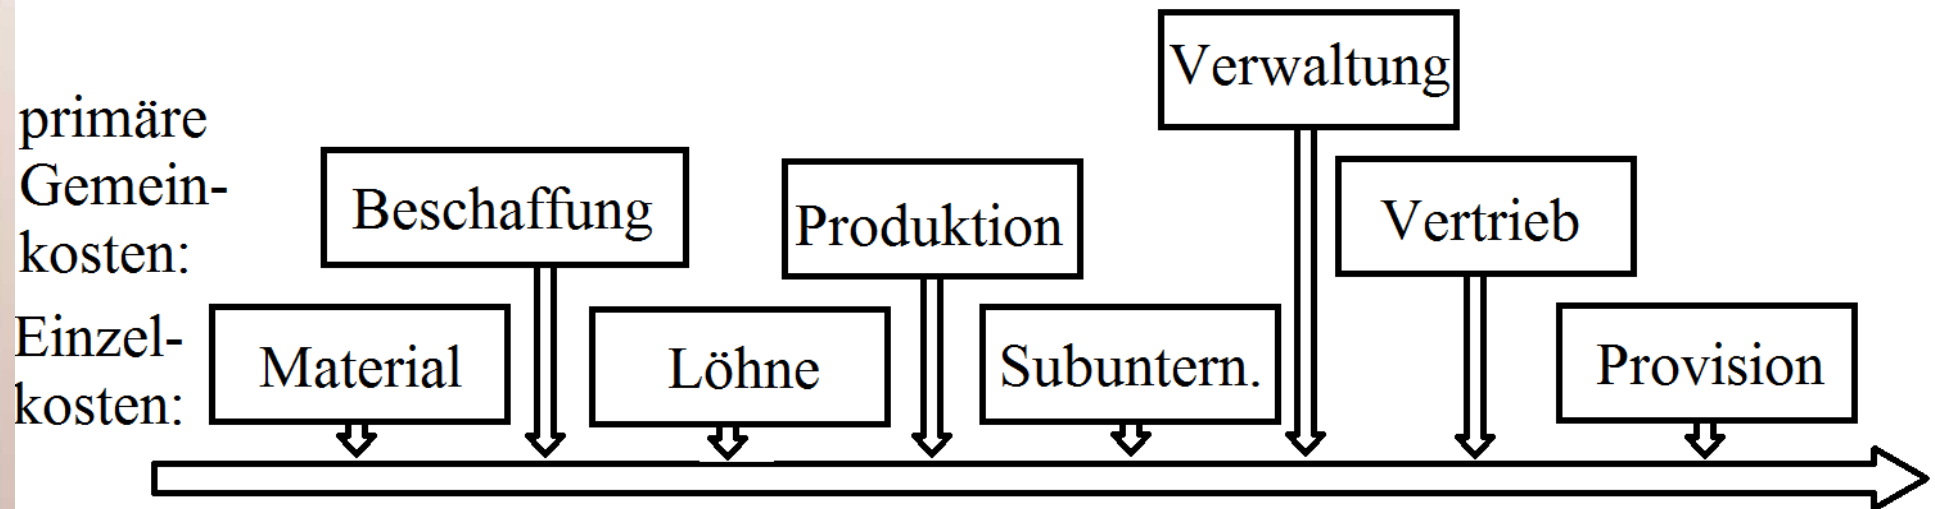 primäre
Gemein-
kosten:
Verwaltung
Beschaffung
Produktion
Vertrieb
Einzel-
kosten:
Material
Löhne
Subuntern.
Provision